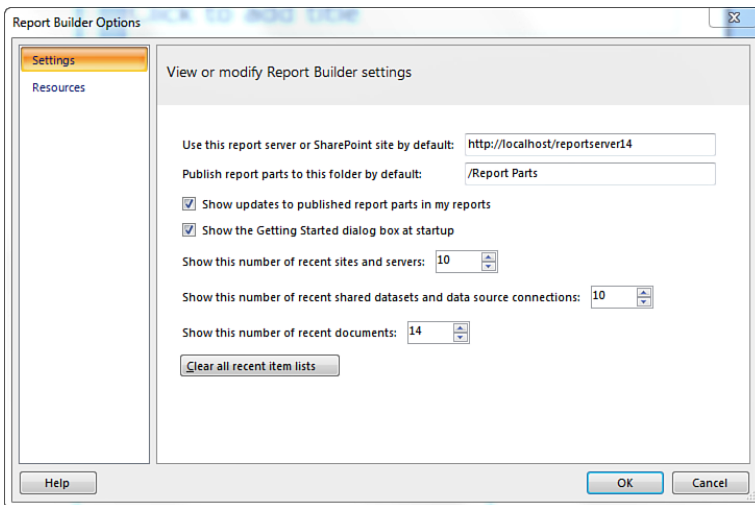 Click to add title
Report Builder Options
Settings
Resources
View or modify Report Builder settings
Use this report server or SharePoint site by default: http://localhost/reportserver14
Publish report parts to this folder by default: /Report Parts
Show updates to published report parts in my reports
Show the Getting Started dialog box at startup
Show this number of recent sites and servers: 10
Show this number of recent shared datasets and data source connections: 10
Show this number of recent documents: 14
Clear all recent item lists
Help OK Cancel